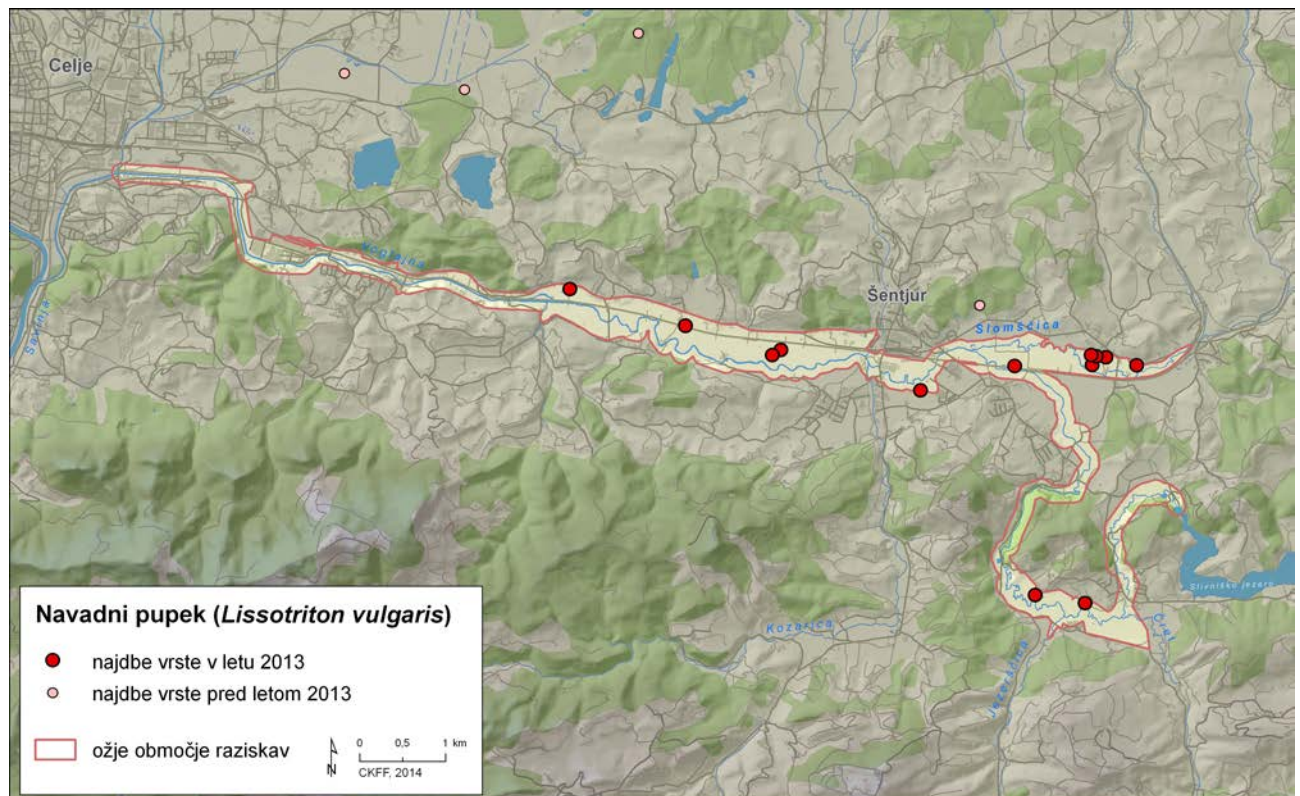 Celje
Voglajna
Savinja
Šentjur
Slomščica
Slivniško jezero
Kozarica
Jezerščica
Navadni pupek (Lissotriton vulgaris)
najdbe vrste v letu 2013
najdbe vrste pred letom 2013
ožje območje raziskav
N
0 0,5 1 km
CKFF, 2014